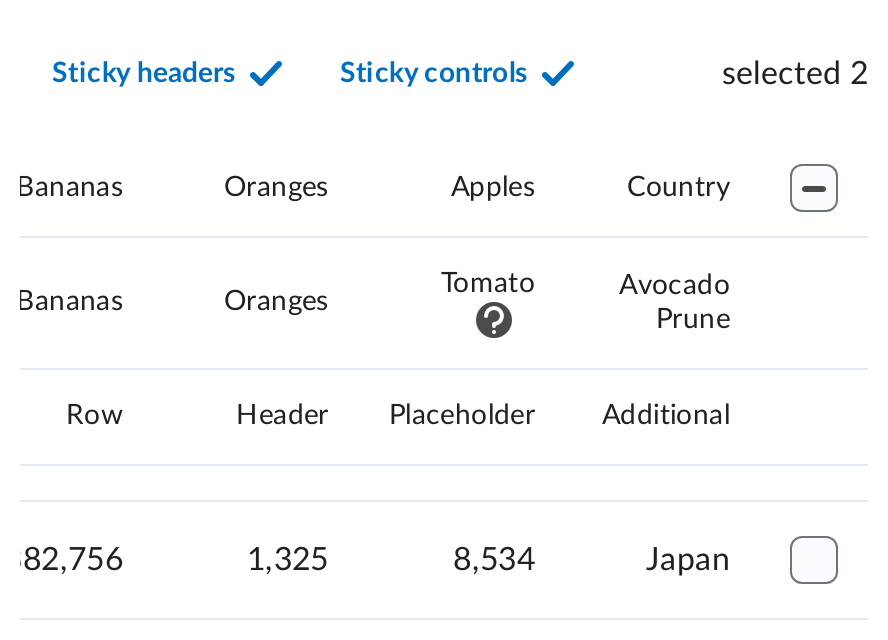 Sticky headers Sticky controls selected 2
Bananas Oranges Apples Country
Bananas Oranges Tomato Avocado Prune
Row Header Placeholder Additional
82,756 1,325 8,534 Japan